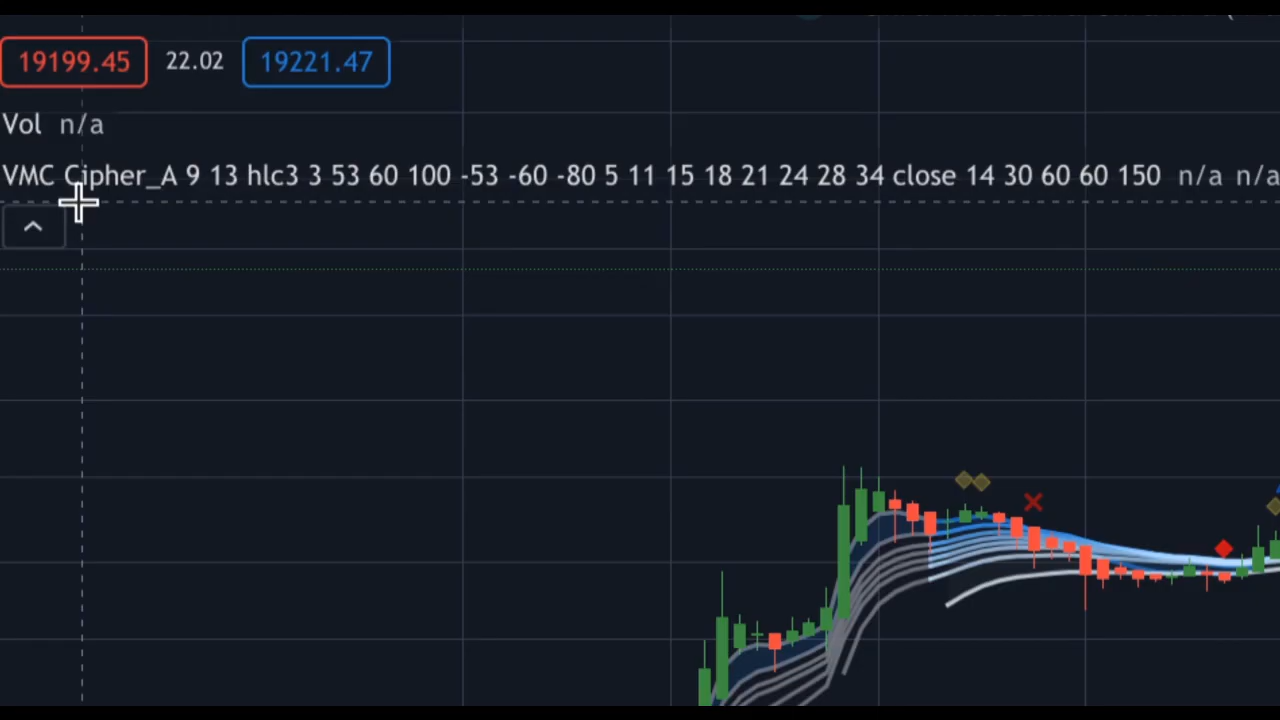 19199.45 22.02 19221.47
Vol n/a
VMC Cipher_A 9 13 hlc3 3 53 60 100 -53 -60 -80 5 11 15 18 21 24 28 34 close 14 30 60 60 150 n/a n/a